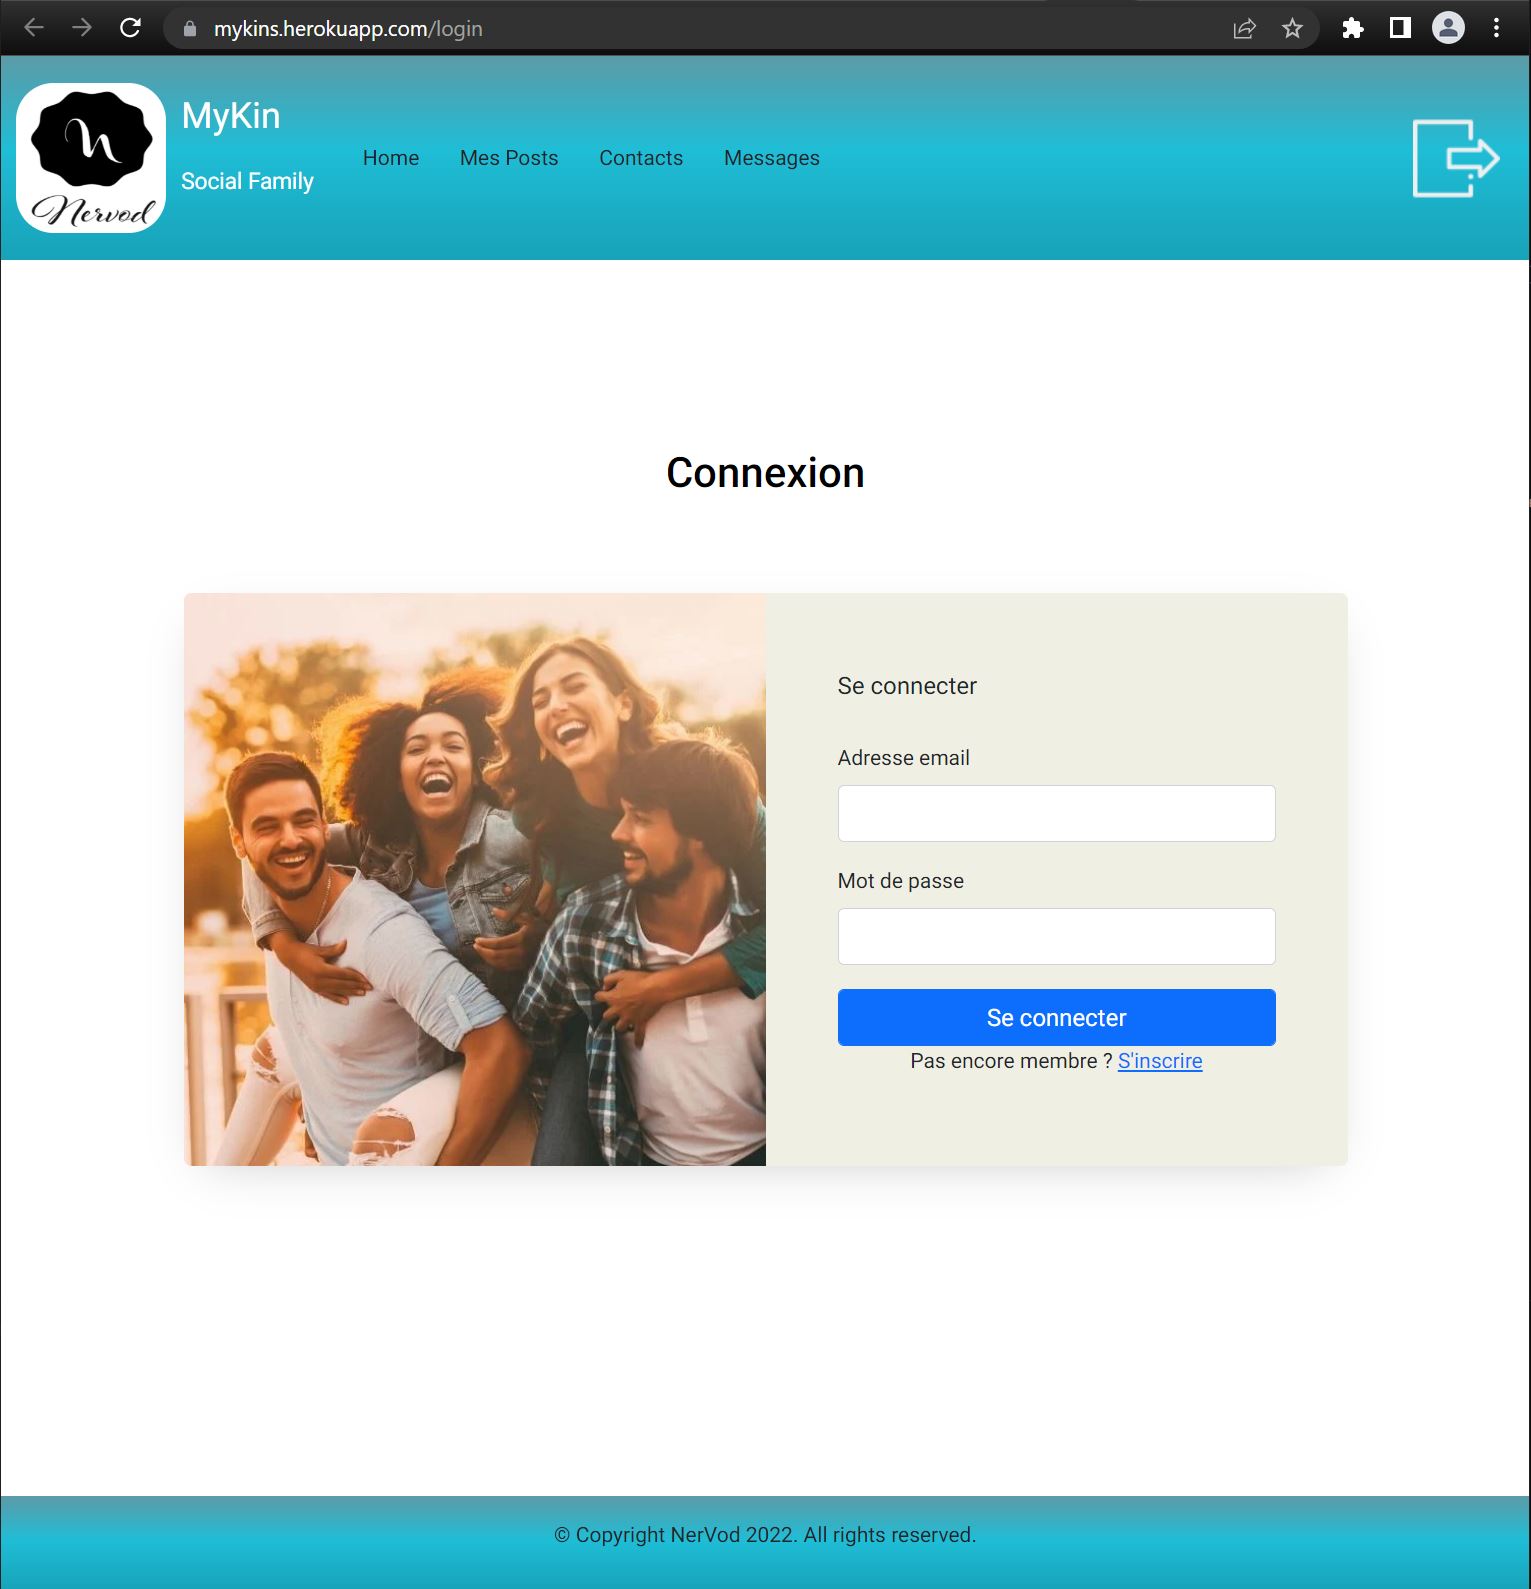 mykins.herokuapp.com/login
n
Nervod
MyKin
Social Family
Home Mes Posts Contacts Messages
Connexion
Se connecter
Adresse email
Mot de passe
Se connecter
Pas encore membre ? S'inscrire
© Copyright NerVod 2022. All rights reserved.